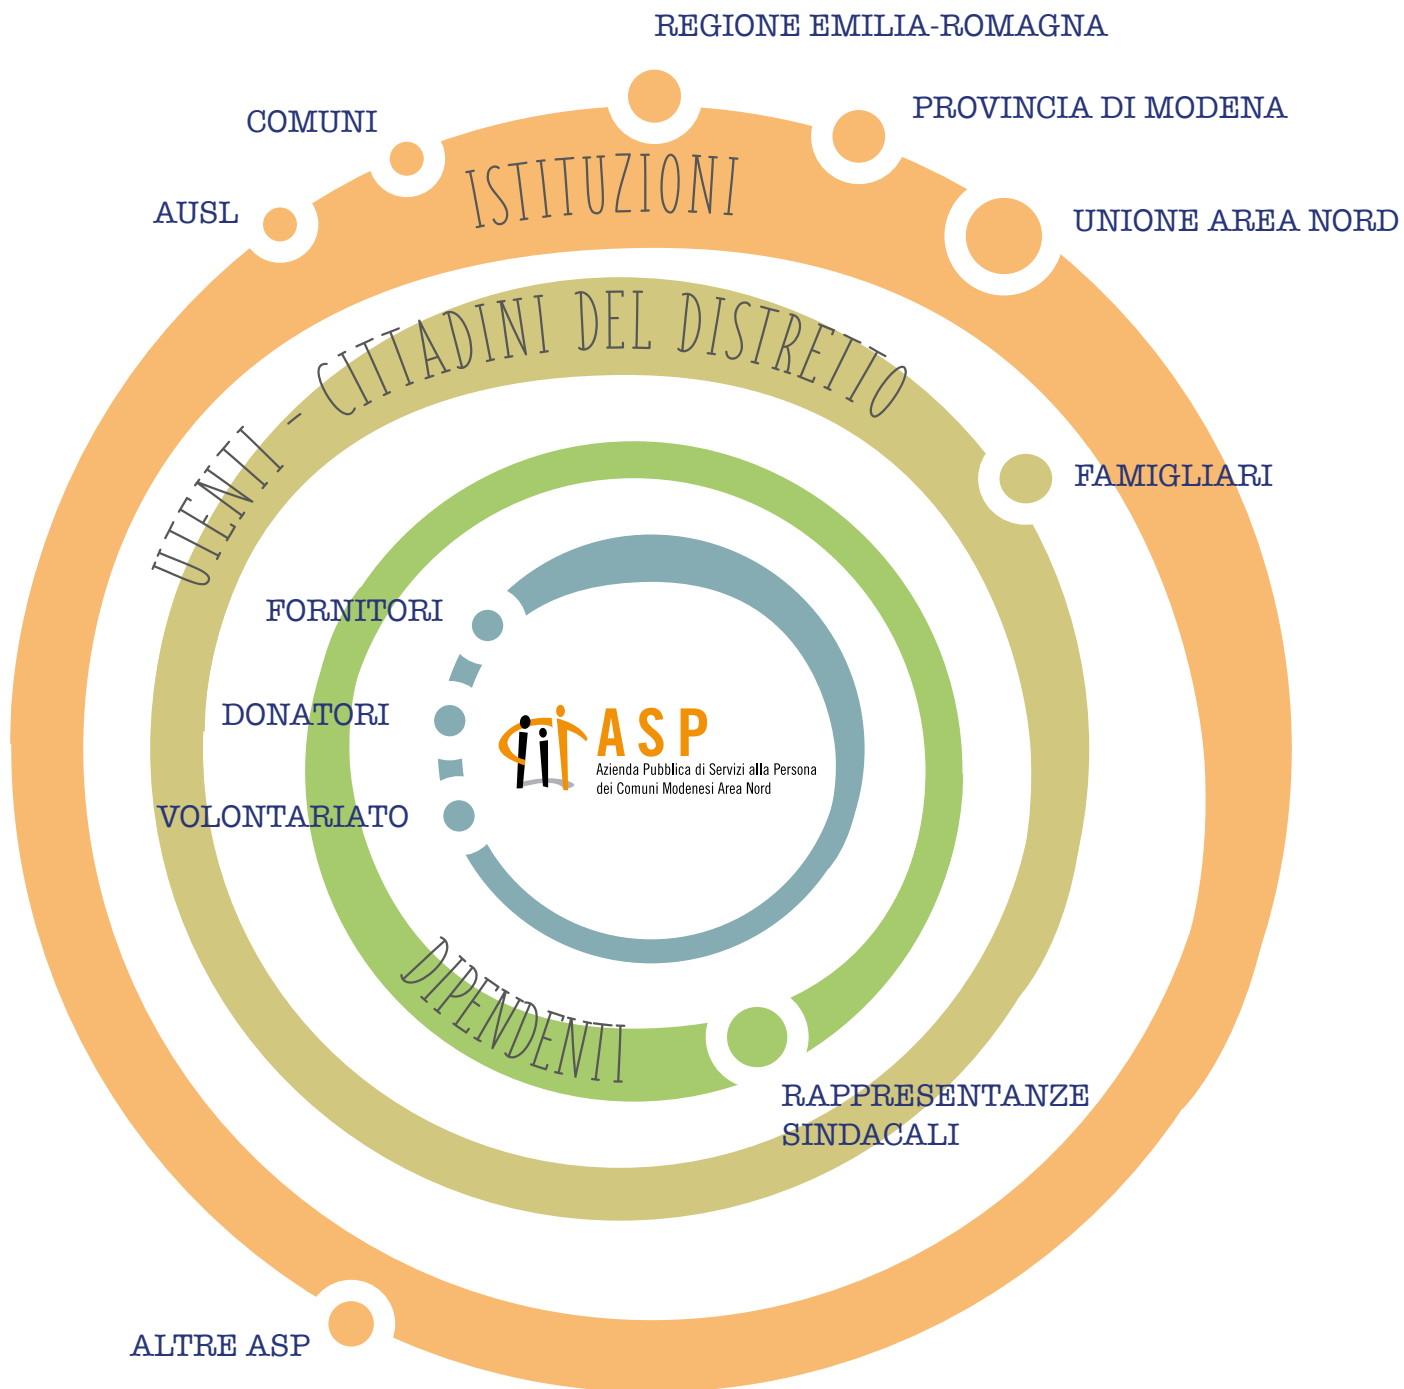 REGIONE EMILIA-ROMAGNA
PROVINCIA DI MODENA
COMUNI
ISTITUZIONI
AUSL
UNIONE AREA NORD
UTENTI - CITTADINI DEL DISTRETTO
FAMIGLIARI
FORNITORI
DONATORI
ASP
Azienda Pubblica di Servizi alla Persona
dei Comuni Modenesi Area Nord
VOLONTARIATO
DIPENDENTI
RAPPRESENTANZE
SINDACALI
ALTRE ASP